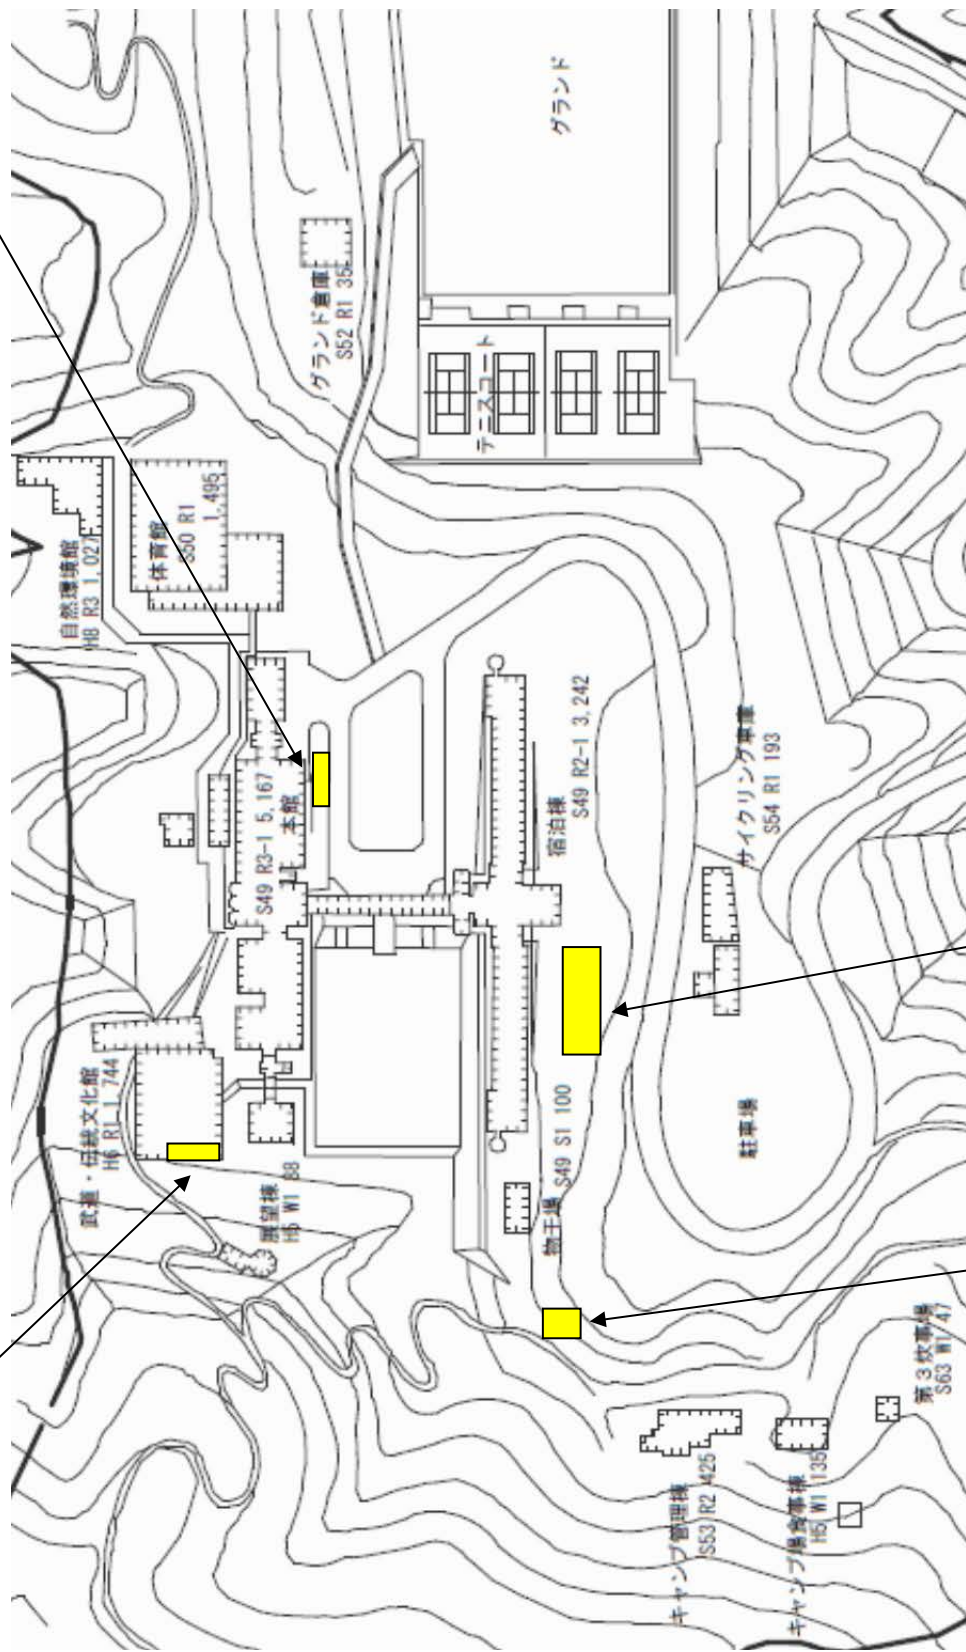 グランド
グランド倉庫
S52 R1 35
テニスコート
自然環境館
H8 R3 1,027
体育館
S50 R1
1,495
S49 R3-1 5,167
本館
宿泊棟
S49 R2-1 3,242
サイクリング車庫
S54 R1 193
武道・伝統文化館
H6 R1 1,744
展望棟
H5 W1 88
物干場 S49 S1 100
駐車場
第3炊事場
S63 W1 47
キャンプ管理棟
S53 R2 425
キャンプ場食事棟
H5 W1 135